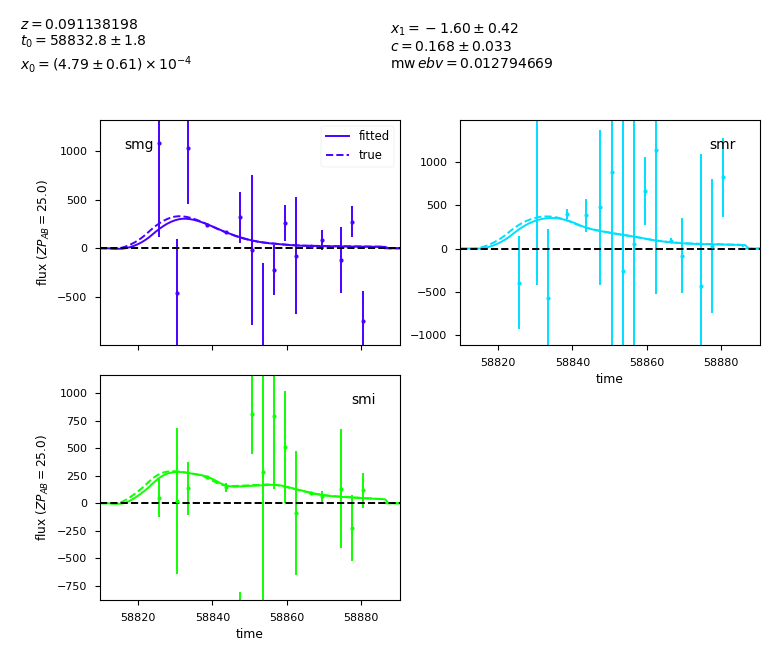 z = 0.091138198
t₀ = 58832.8 ± 1.8
x₀ = (4.79 ± 0.61) × 10⁻⁴
x₁ = −1.60 ± 0.42
c = 0.168 ± 0.033
mw ebv = 0.012794669
smg
fitted
true
1000
500
0
−500
flux (ZP_AB = 25.0)
smr
1000
500
0
−500
−1000
58820 58840 58860 58880
time
smi
1000
750
500
250
0
−250
−500
−750
flux (ZP_AB = 25.0)
58820 58840 58860 58880
time